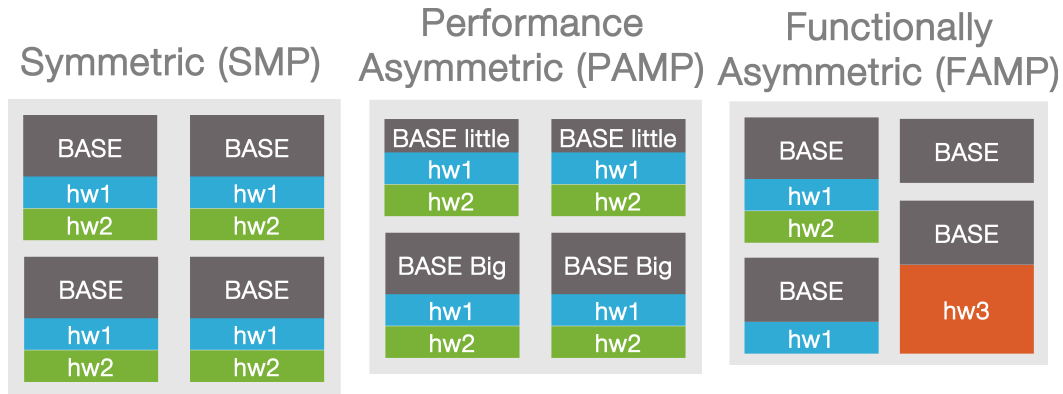 Symmetric (SMP)
BASE
hw1
hw2
BASE
hw1
hw2
BASE
hw1
hw2
BASE
hw1
hw2
Performance
Asymmetric (PAMP)
BASE little
hw1
hw2
BASE little
hw1
hw2
BASE Big
hw1
hw2
BASE Big
hw1
hw2
Functionally
Asymmetric (FAMP)
BASE
hw1
hw2
BASE
BASE
hw1
BASE
hw3